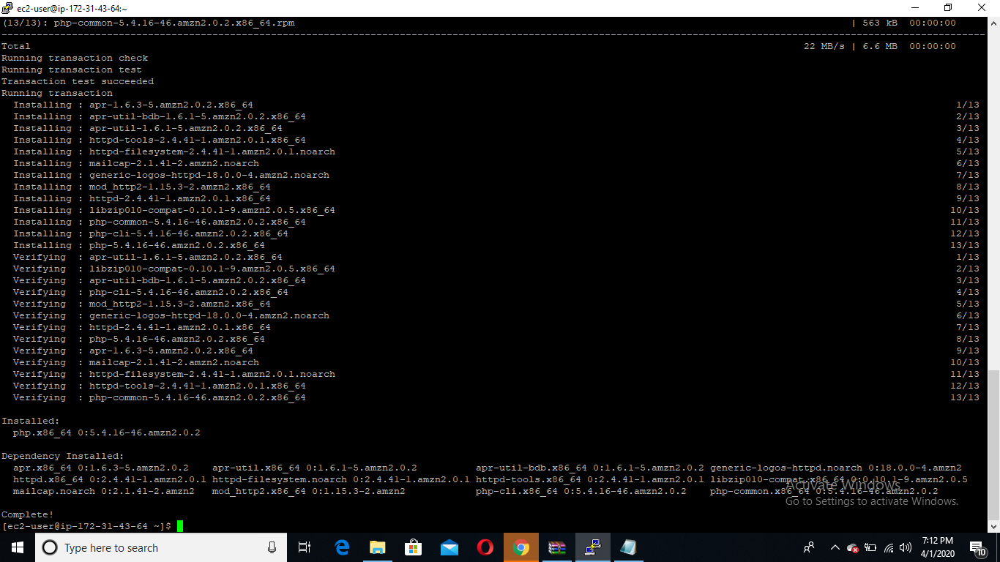 ec2-user@ip-172-31-43-64:~
(13/13): php-common-5.4.16-46.amzn2.0.2.x86_64.rpm | 563 kB 00:00:00
--------------------------------------------------------------------------------
Total 22 MB/s | 6.6 MB 00:00:00
Running transaction check
Running transaction test
Transaction test succeeded
Running transaction
Installing : apr-1.6.3-5.amzn2.0.2.x86_64 1/13
Installing : apr-util-bdb-1.6.1-5.amzn2.0.2.x86_64 2/13
Installing : apr-util-1.6.1-5.amzn2.0.2.x86_64 3/13
Installing : httpd-tools-2.4.41-1.amzn2.0.1.x86_64 4/13
Installing : httpd-filesystem-2.4.41-1.amzn2.0.1.noarch 5/13
Installing : mailcap-2.1.41-2.amzn2.noarch 6/13
Installing : generic-logos-httpd-18.0.0-4.amzn2.noarch 7/13
Installing : mod_http2-1.15.3-2.amzn2.x86_64 8/13
Installing : httpd-2.4.41-1.amzn2.0.1.x86_64 9/13
Installing : libzip010-compat-0.10.1-9.amzn2.0.5.x86_64 10/13
Installing : php-common-5.4.16-46.amzn2.0.2.x86_64 11/13
Installing : php-cli-5.4.16-46.amzn2.0.2.x86_64 12/13
Installing : php-5.4.16-46.amzn2.0.2.x86_64 13/13
Verifying : apr-util-1.6.1-5.amzn2.0.2.x86_64 1/13
Verifying : libzip010-compat-0.10.1-9.amzn2.0.5.x86_64 2/13
Verifying : apr-util-bdb-1.6.1-5.amzn2.0.2.x86_64 3/13
Verifying : php-cli-5.4.16-46.amzn2.0.2.x86_64 4/13
Verifying : mod_http2-1.15.3-2.amzn2.x86_64 5/13
Verifying : generic-logos-httpd-18.0.0-4.amzn2.noarch 6/13
Verifying : httpd-2.4.41-1.amzn2.0.1.x86_64 7/13
Verifying : php-5.4.16-46.amzn2.0.2.x86_64 8/13
Verifying : apr-1.6.3-5.amzn2.0.2.x86_64 9/13
Verifying : mailcap-2.1.41-2.amzn2.noarch 10/13
Verifying : httpd-filesystem-2.4.41-1.amzn2.0.1.noarch 11/13
Verifying : httpd-tools-2.4.41-1.amzn2.0.1.x86_64 12/13
Verifying : php-common-5.4.16-46.amzn2.0.2.x86_64 13/13
Installed:
php.x86_64 0:5.4.16-46.amzn2.0.2
Dependency Installed:
apr.x86_64 0:1.6.3-5.amzn2.0.2 apr-util.x86_64 0:1.6.1-5.amzn2.0.2 apr-util-bdb.x86_64 0:1.6.1-5.amzn2.0.2 generic-logos-httpd.noarch 0:18.0.0-4.amzn2
httpd.x86_64 0:2.4.41-1.amzn2.0.1 httpd-filesystem.noarch 0:2.4.41-1.amzn2.0.1 httpd-tools.x86_64 0:2.4.41-1.amzn2.0.1 libzip010-compat.x86_64 0:0.10.1-9.amzn2.0.5
mailcap.noarch 0:2.1.41-2.amzn2 mod_http2.x86_64 0:1.15.3-2.amzn2 php-cli.x86_64 0:5.4.16-46.amzn2.0.2 php-common.x86_64 0:5.4.16-46.amzn2.0.2
Activate Windows
Go to Settings to activate Windows.
Complete!
[ec2-user@ip-172-31-43-64 ~]$
Type here to search
7:12 PM
4/1/2020
10